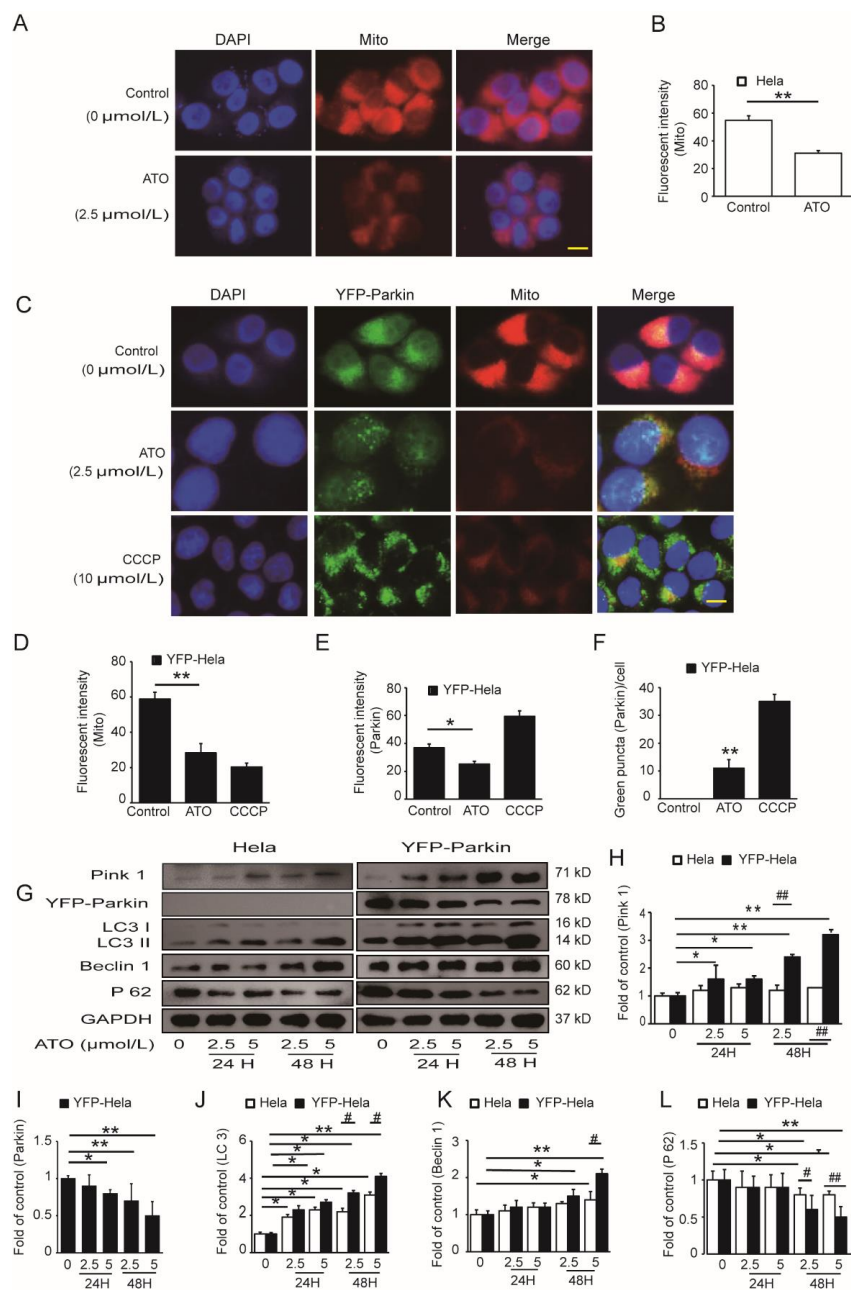 A
DAPI Mito Merge
Control
(0 μmol/L)
ATO
(2.5 μmol/L)
B
Hela
**
Fluorescent intensity
(Mito)
80
60
40
20
0
Control ATO
C
DAPI YFP-Parkin Mito Merge
Control
(0 μmol/L)
ATO
(2.5 μmol/L)
CCCP
(10 μmol/L)
D
YFP-Hela
**
Fluorescent intensity
(Mito)
80
60
40
20
0
Control ATO CCCP
E
YFP-Hela
*
Fluorescent intensity
(Parkin)
80
60
40
20
0
Control ATO CCCP
F
YFP-Hela
**
Green puncta (Parkin)/cell
40
30
20
10
0
Control ATO CCCP
G
Hela YFP-Parkin
Pink 1 71 kD
YFP-Parkin 78 kD
LC3 I 16 kD
LC3 II 14 kD
Beclin 1 60 kD
P 62 62 kD
GAPDH 37 kD
ATO (μmol/L) 0 2.5 5 2.5 5 0 2.5 5 2.5 5
24 H 48 H 24 H 48 H
H
Hela YFP-Hela
##
**
**
*
*
Fold of control (Pink 1)
4
3
2
1
0
0 2.5 5 2.5 ##
24H 48H
I
YFP-Hela
**
**
*
Fold of control (Parkin)
1
0.5
0
0 2.5 5 2.5 5
24H 48H
J
Hela YFP-Hela
# #
**
*
*
*
*
*
*
Fold of control (LC 3)
5
4
3
2
1
0
0 2.5 5 2.5 5
24H 48H
K
Hela YFP-Hela
#
**
*
*
Fold of control (Beclin 1)
2
1
0
0 2.5 5 2.5 5
24H 48H
L
Hela YFP-Hela
**
*
*
*
# ##
Fold of control (P 62)
1.5
1
0.5
0
0 2.5 5 2.5 5
24H 48H